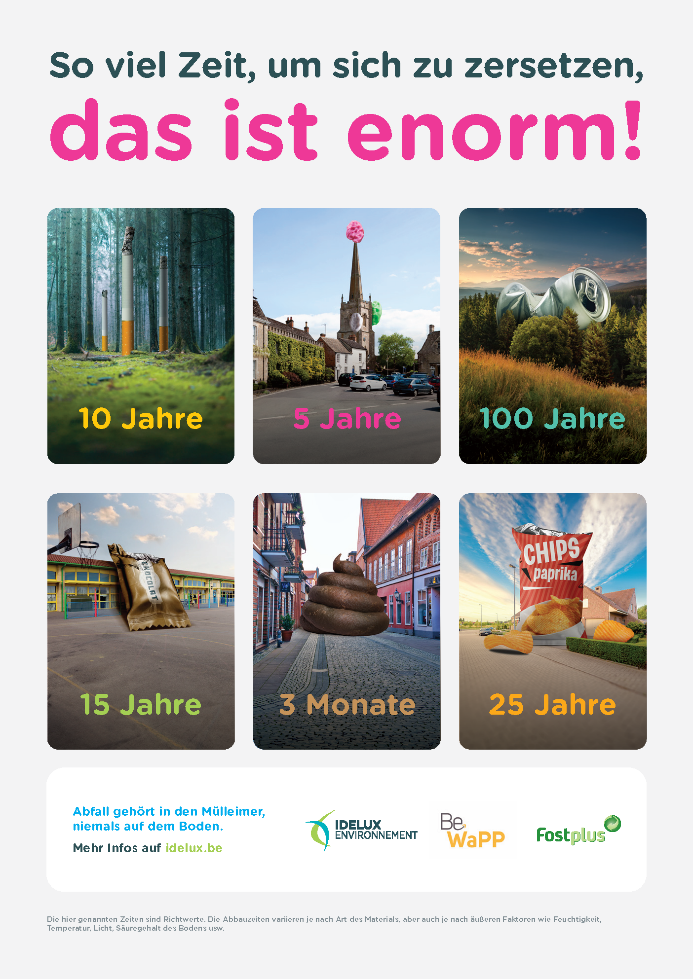 So viel Zeit, um sich zu zersetzen,
das ist enorm!
10 Jahre
5 Jahre
100 Jahre
CHOCOLAT
CHIPS
paprika
15 Jahre
3 Monate
25 Jahre
Abfall gehört in den Mülleimer,
niemals auf dem Boden.
Mehr Infos auf idelux.be
IDELUX
ENVIRONNEMENT
Be
WaPP
Fostplus
Die hier genannten Zeiten sind Richtwerte. Die Abbauzeiten variieren je nach Art des Materials, aber auch je nach äußeren Faktoren wie Feuchtigkeit,
Temperatur, Licht, Säuregehalt des Bodens usw.